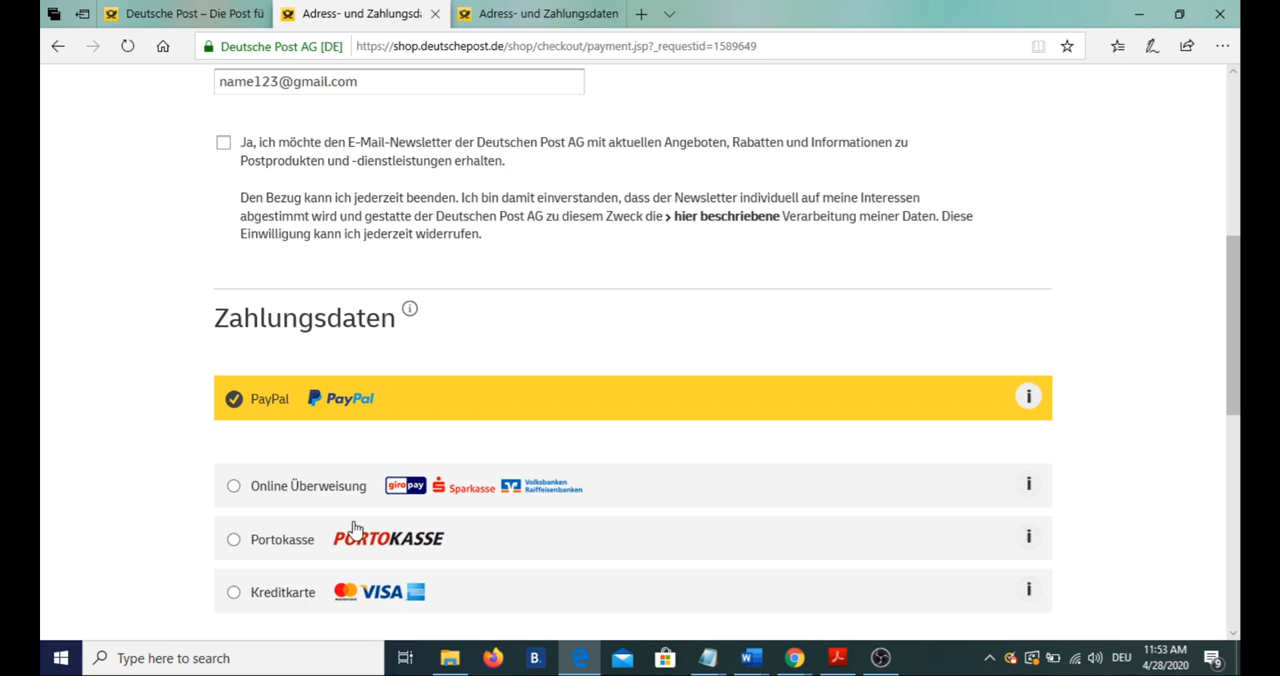 Deutsche Post – Die Post fü
Adress- und Zahlungsda
Adress- und Zahlungsdaten
Deutsche Post AG [DE]
https://shop.deutschepost.de/shop/checkout/payment.jsp?_requestid=1589649
name123@gmail.com
Ja, ich möchte den E-Mail-Newsletter der Deutschen Post AG mit aktuellen Angeboten, Rabatten und Informationen zu
Postprodukten und -dienstleistungen erhalten.
Den Bezug kann ich jederzeit beenden. Ich bin damit einverstanden, dass der Newsletter individuell auf meine Interessen
abgestimmt wird und gestatte der Deutschen Post AG zu diesem Zweck die › hier beschriebene Verarbeitung meiner Daten. Diese
Einwilligung kann ich jederzeit widerrufen.
Zahlungsdaten i
PayPal PayPal i
Online Überweisung giropay Sparkasse Volksbanken
Raiffeisenbanken i
Portokasse PORTOKASSE i
Kreditkarte VISA i
Type here to search
B.
DEU
11:53 AM
4/28/2020
9